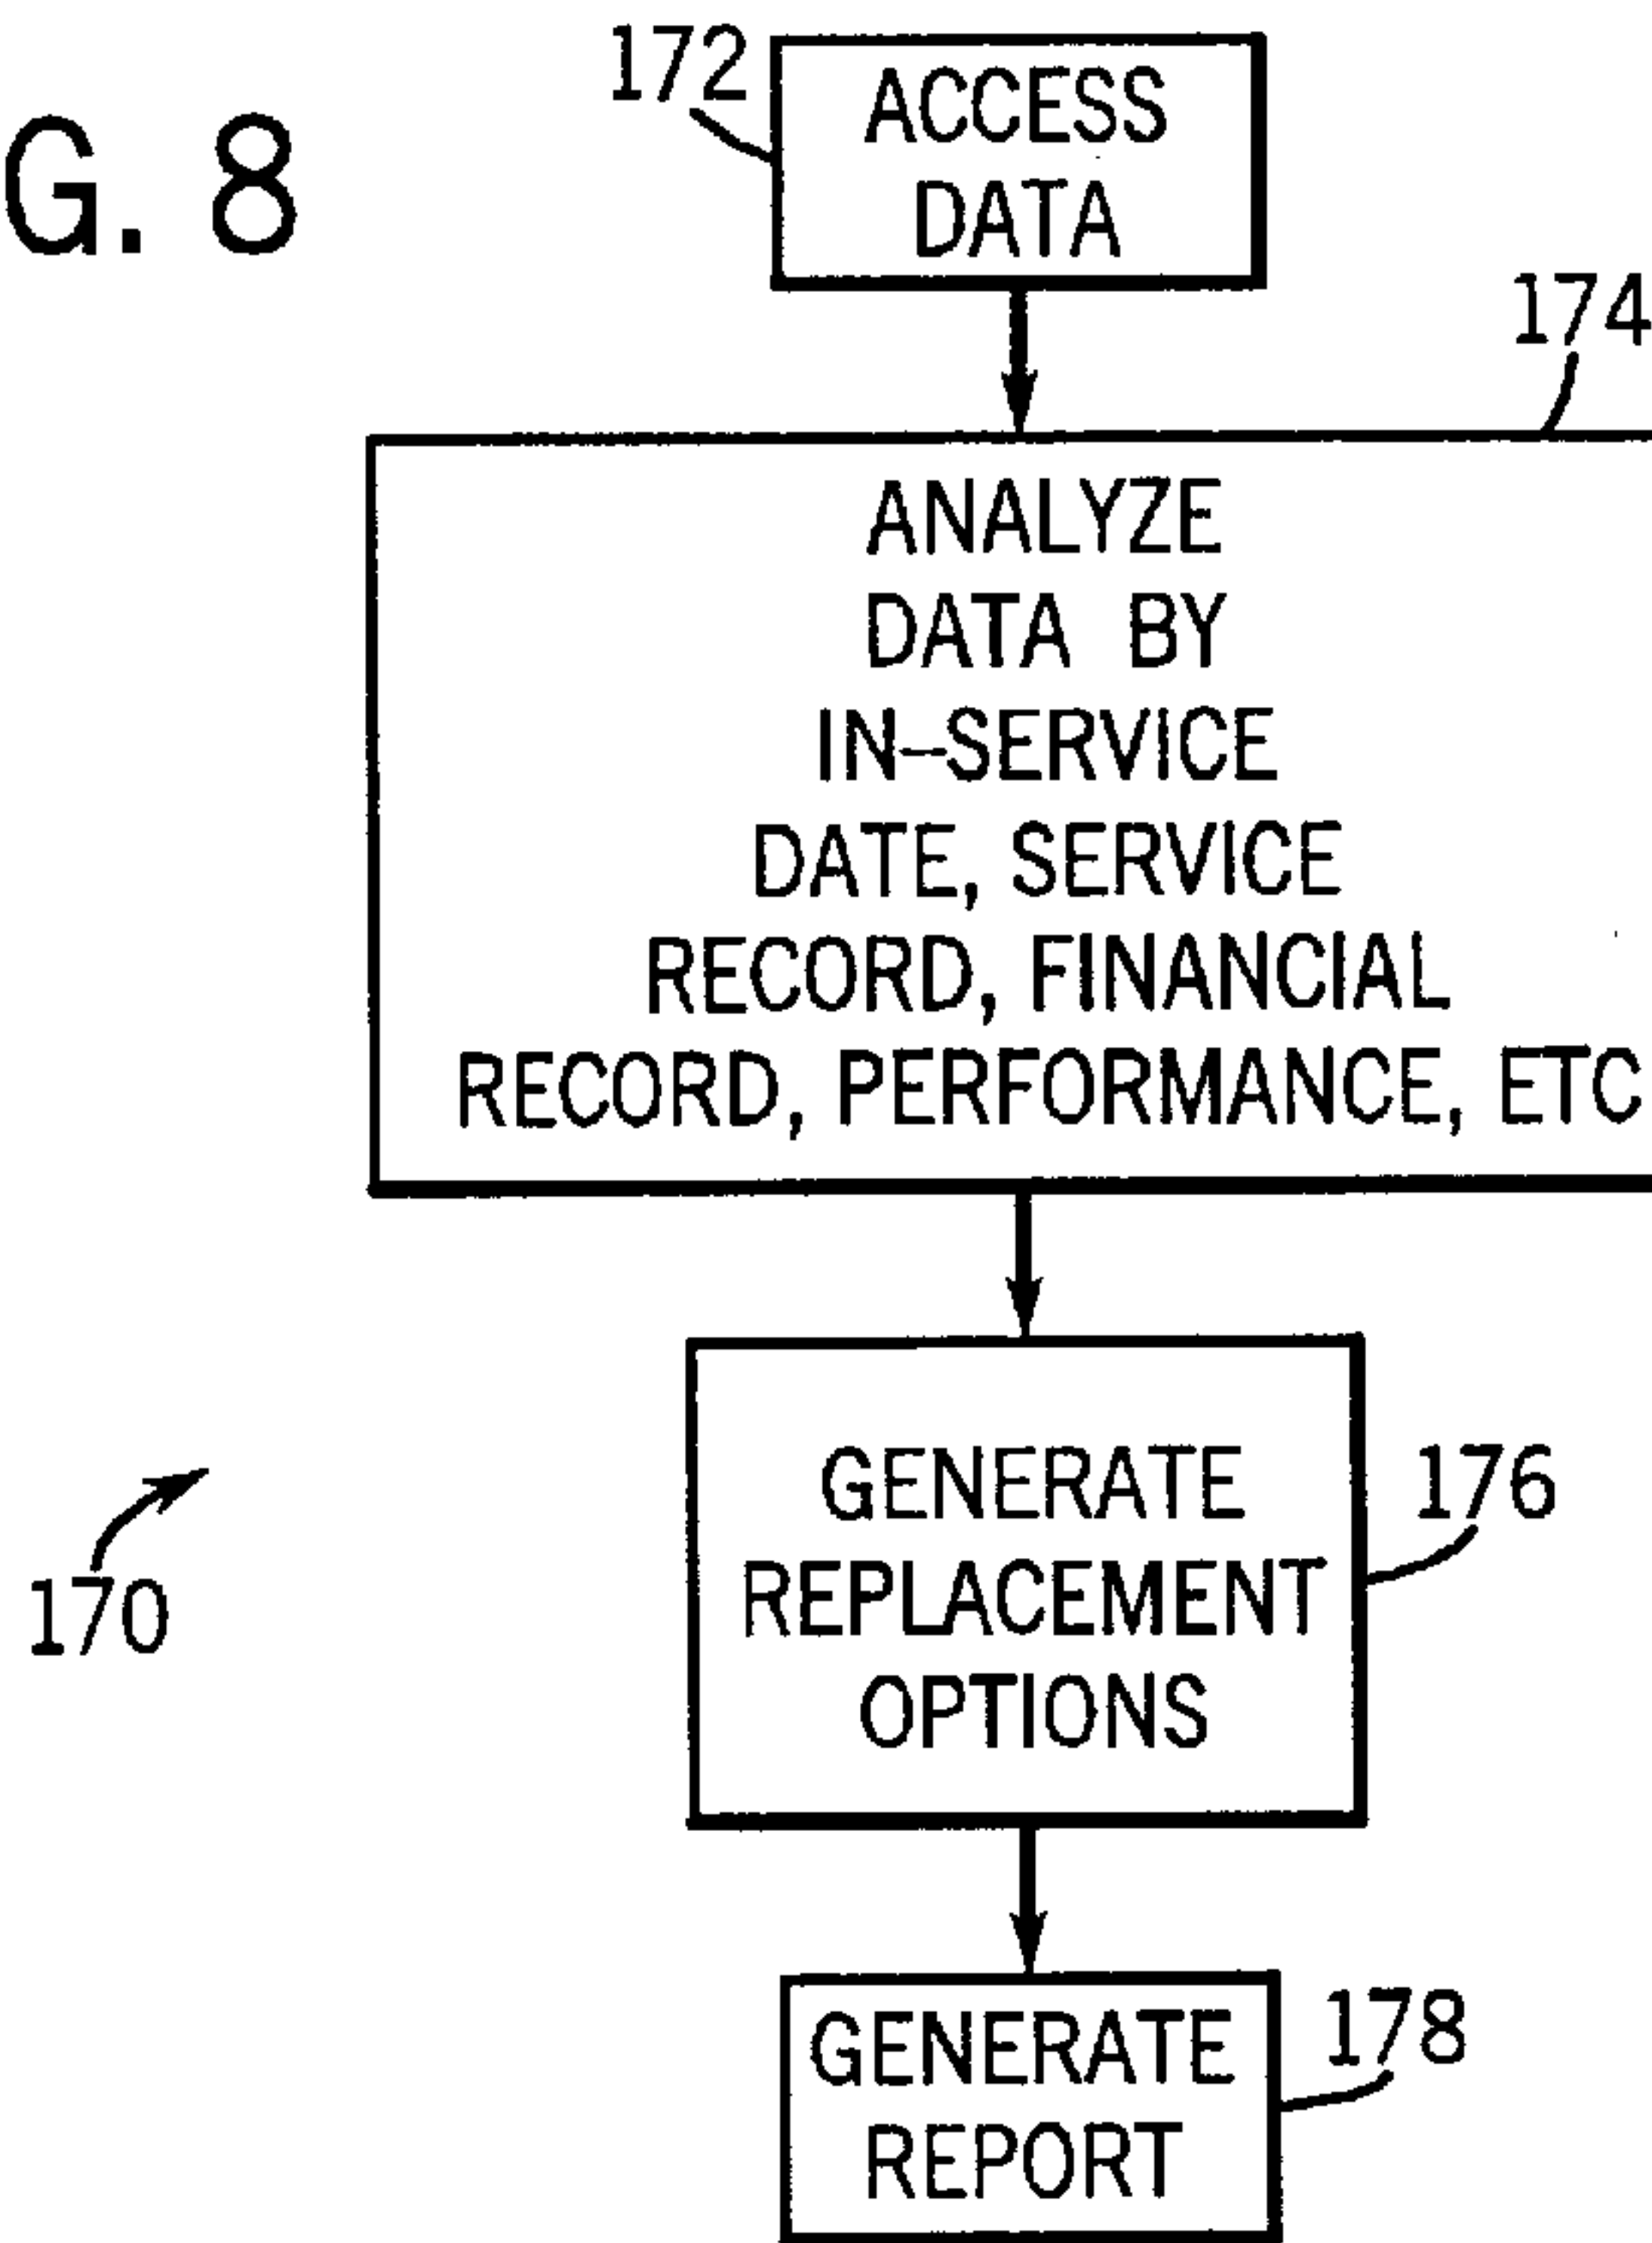 G. 8
172
ACCESS
DATA
174
ANALYZE
DATA BY
IN-SERVICE
DATE, SERVICE
RECORD, FINANCIAL
RECORD, PERFORMANCE, ETC
GENERATE
REPLACEMENT
OPTIONS
176
170
GENERATE
REPORT
178